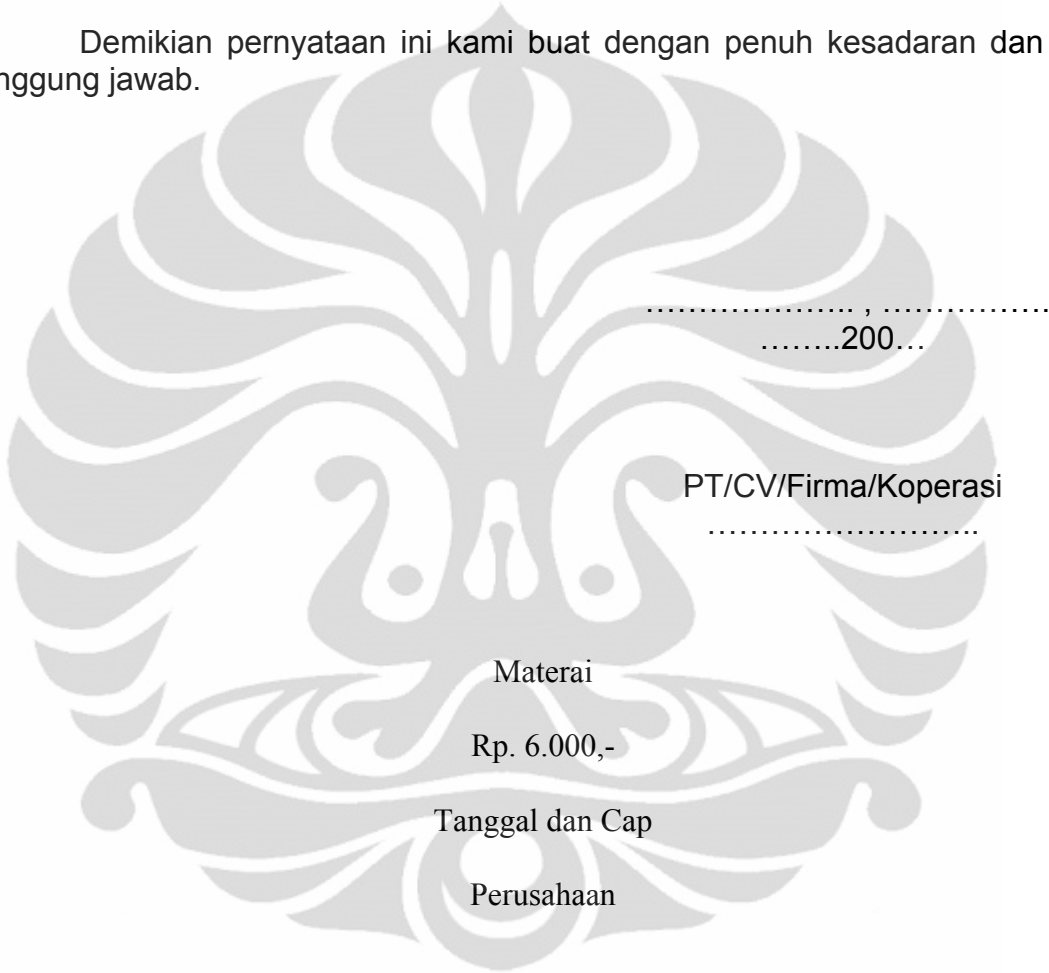 Demikian pernyataan ini kami buat dengan penuh kesadaran dan
nggung jawab.
……………….. , …………….
……..200…
PT/CV/Firma/Koperasi
……………………..
Materai
Rp. 6.000,-
Tanggal dan Cap
Perusahaan